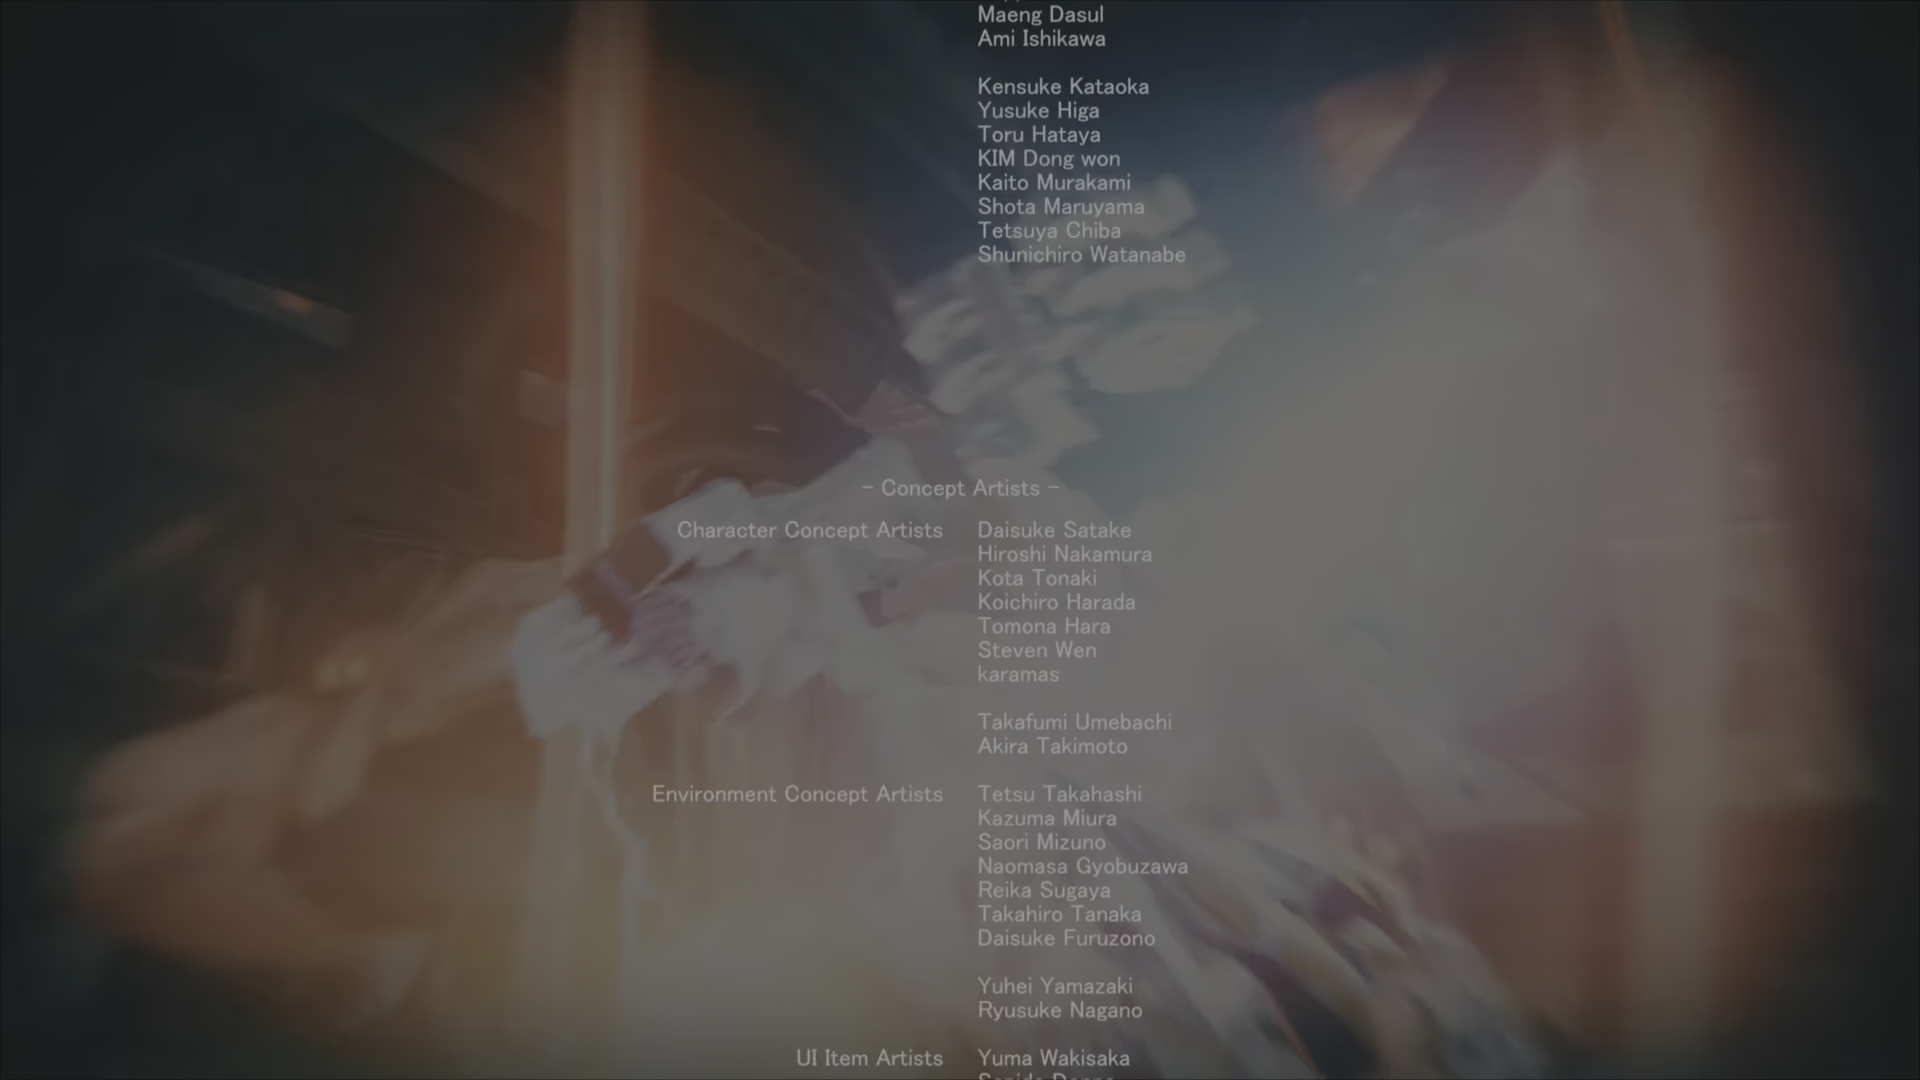 Maeng Dasul
Ami Ishikawa
Kensuke Kataoka
Yusuke Higa
Toru Hataya
KIM Dong won
Kaito Murakami
Shota Maruyama
Tetsuya Chiba
Shunichiro Watanabe
- Concept Artists -
Character Concept Artists Daisuke Satake
Hiroshi Nakamura
Kota Tonaki
Koichiro Harada
Tomona Hara
Steven Wen
karamas
Takafumi Umebachi
Akira Takimoto
Environment Concept Artists Tetsu Takahashi
Kazuma Miura
Saori Mizuno
Naomasa Gyobuzawa
Reika Sugaya
Takahiro Tanaka
Daisuke Furuzono
Yuhei Yamazaki
Ryusuke Nagano
UI Item Artists Yuma Wakisaka